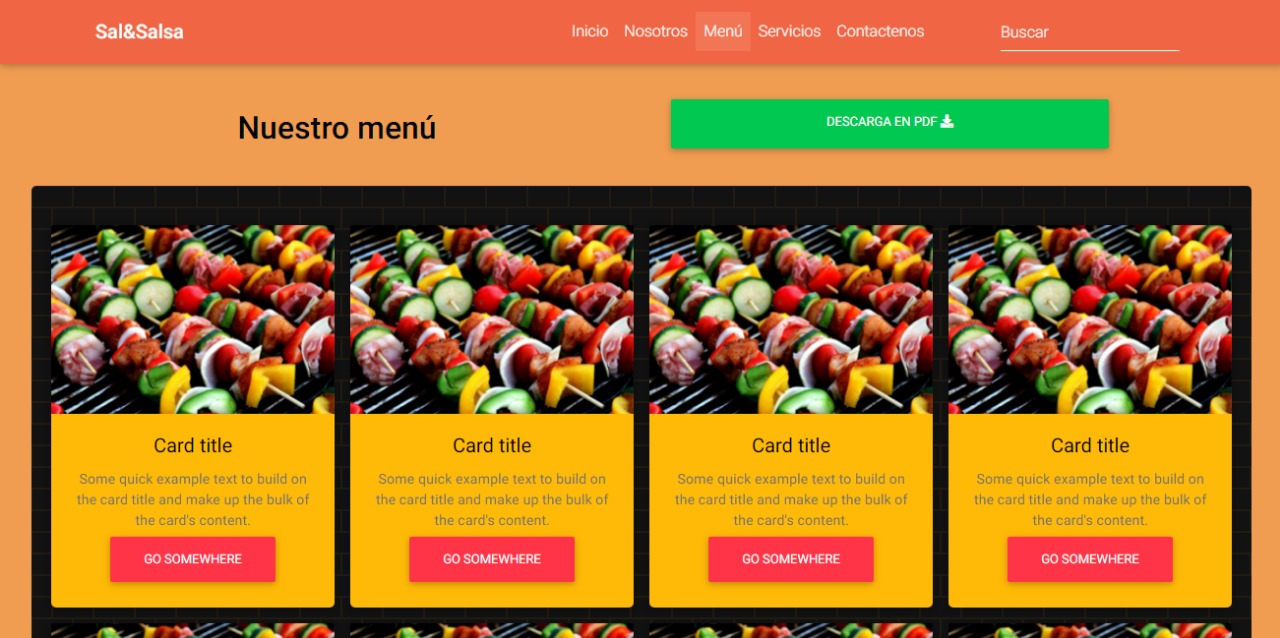 Sal&Salsa
Inicio Nosotros Menú Servicios Contactenos
Buscar
Nuestro menú
DESCARGA EN PDF
Card title
Some quick example text to build on
the card title and make up the bulk of
the card's content.
GO SOMEWHERE
Card title
Some quick example text to build on
the card title and make up the bulk of
the card's content.
GO SOMEWHERE
Card title
Some quick example text to build on
the card title and make up the bulk of
the card's content.
GO SOMEWHERE
Card title
Some quick example text to build on
the card title and make up the bulk of
the card's content.
GO SOMEWHERE